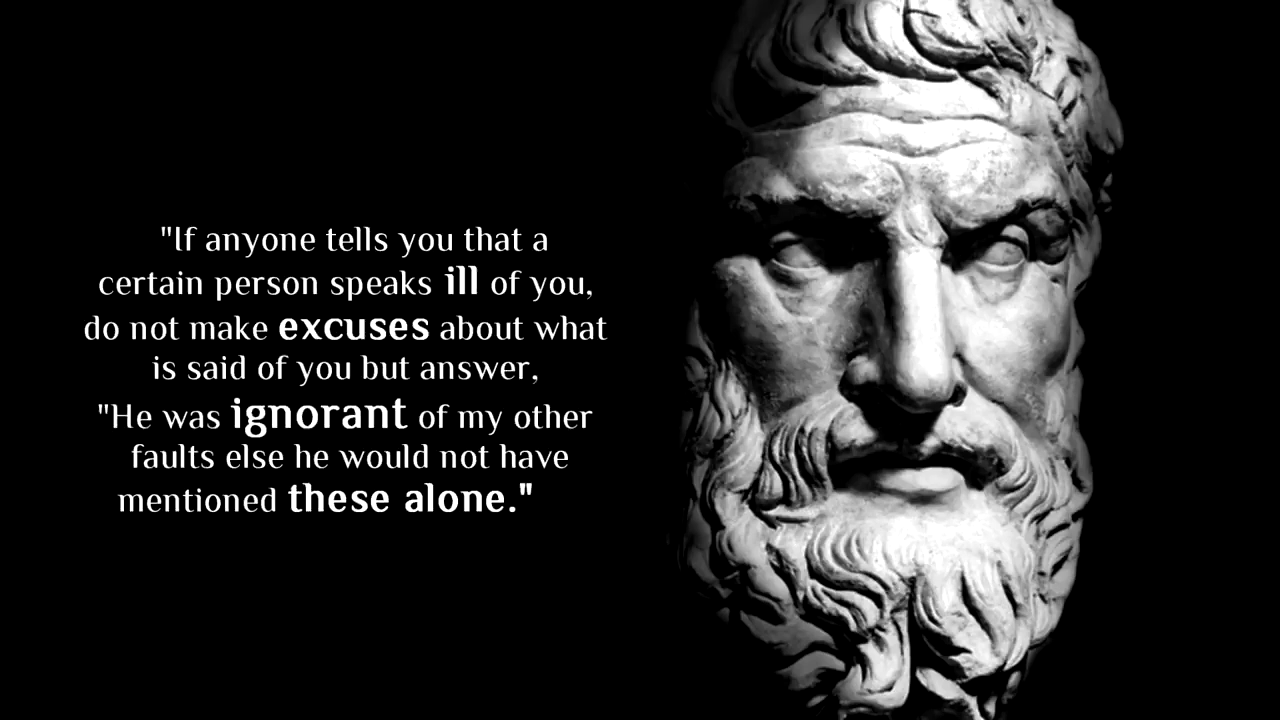 "If anyone tells you that a
certain person speaks ill of you,
do not make excuses about what
is said of you but answer,
"He was ignorant of my other
faults else he would not have
mentioned these alone."